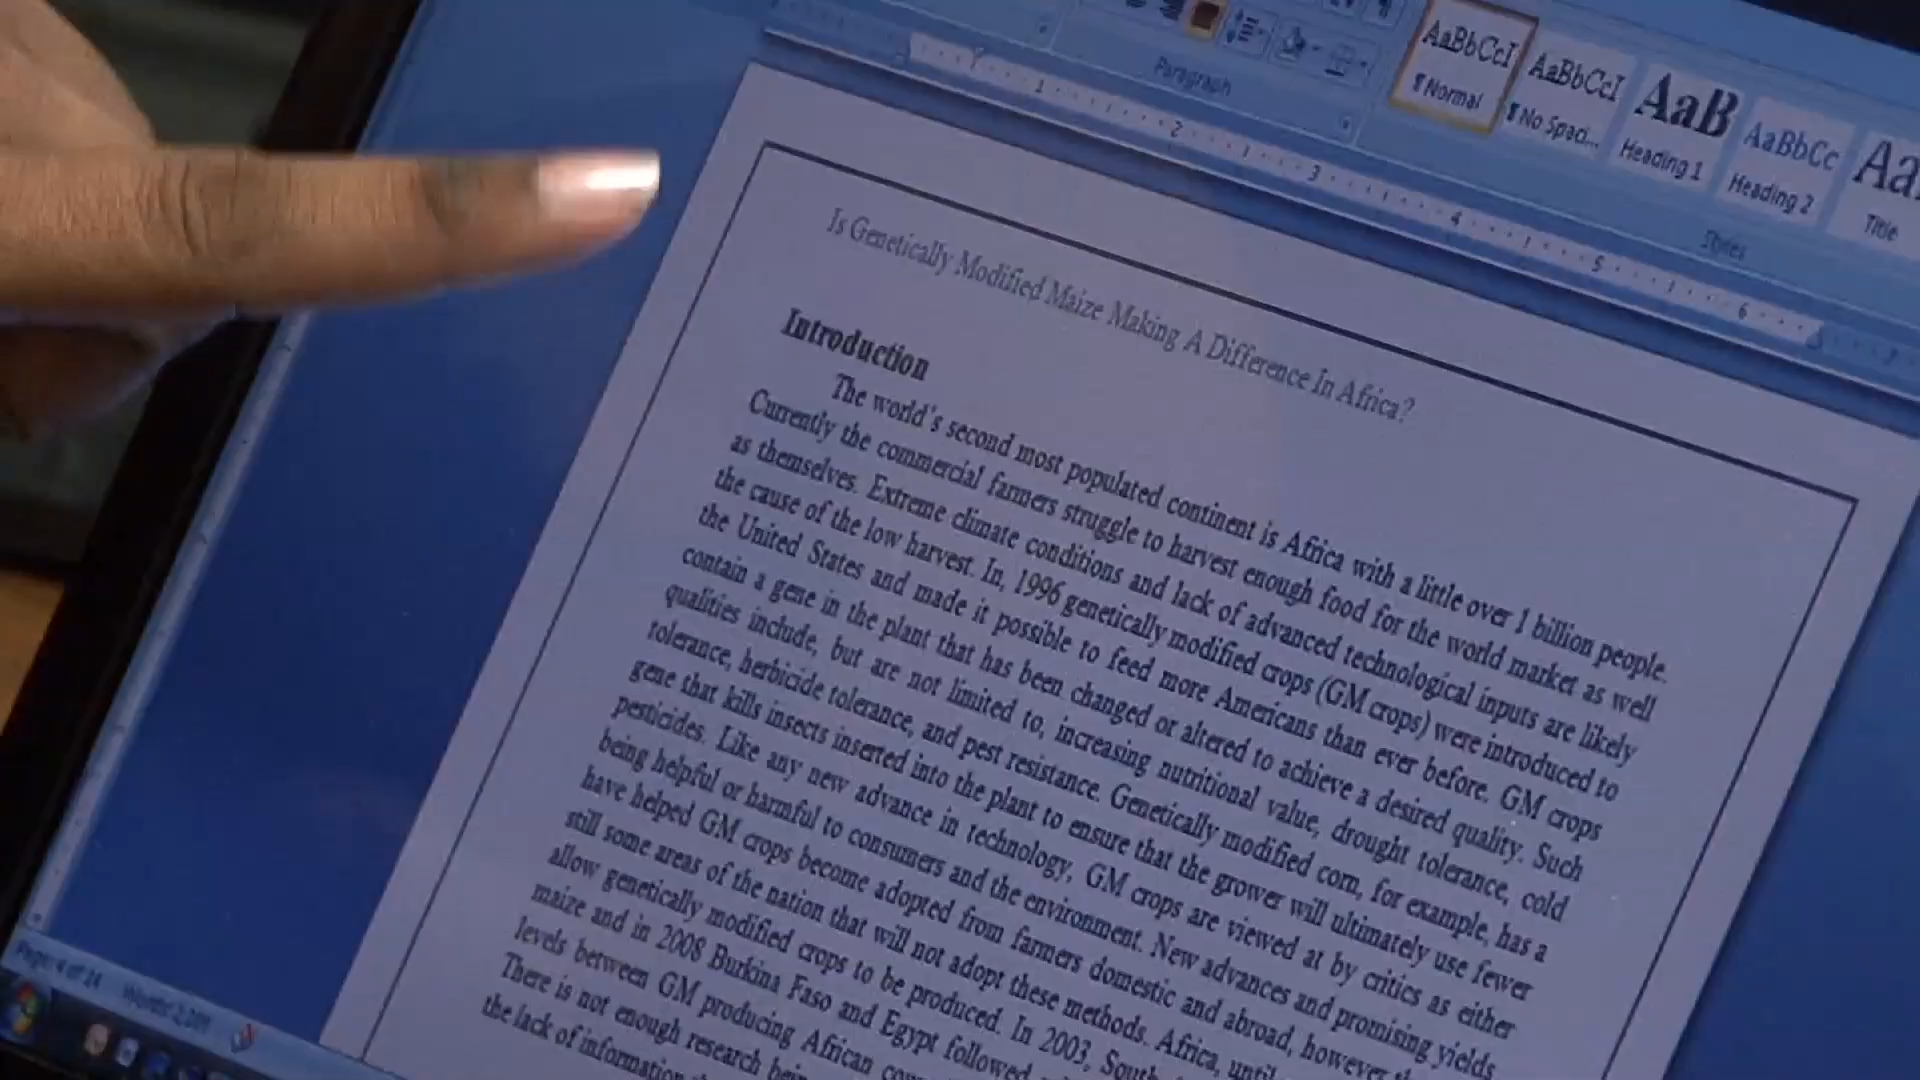 AaBbCcI AaBbCcI AaB AaBbCc Aa
¶ Normal ¶ No Spaci... Heading 1 Heading 2 Title
Paragraph Styles
1 2 3 4 5 6
Is Genetically Modified Maize Making A Difference In Africa?
Introduction
The world's second most populated continent is Africa with a little over 1 billion people.
Currently the commercial farmers struggle to harvest enough food for the world market as well
as themselves. Extreme climate conditions and lack of advanced technological inputs are likely
the cause of the low harvest. In, 1996 genetically modified crops (GM crops) were introduced to
the United States and made it possible to feed more Americans than ever before. GM crops
contain a gene in the plant that has been changed or altered to achieve a desired quality. Such
qualities include, but are not limited to, increasing nutritional value, drought tolerance, cold
tolerance, herbicide tolerance, and pest resistance. Genetically modified corn, for example, has a
gene that kills insects inserted into the plant to ensure that the grower will ultimately use fewer
pesticides. Like any new advance in technology, GM crops are viewed at by critics as either
being helpful or harmful to consumers and the environment. New advances and promising yields
have helped GM crops become adopted from farmers domestic and abroad, however
still some areas of the nation that will not adopt these methods. Africa, until
allow genetically modified crops to be produced. In 2003, South
maize and in 2008 Burkina Faso and Egypt followed
levels between GM producing African
There is not enough research
the lack of information
Page: 4 of 24 Words: